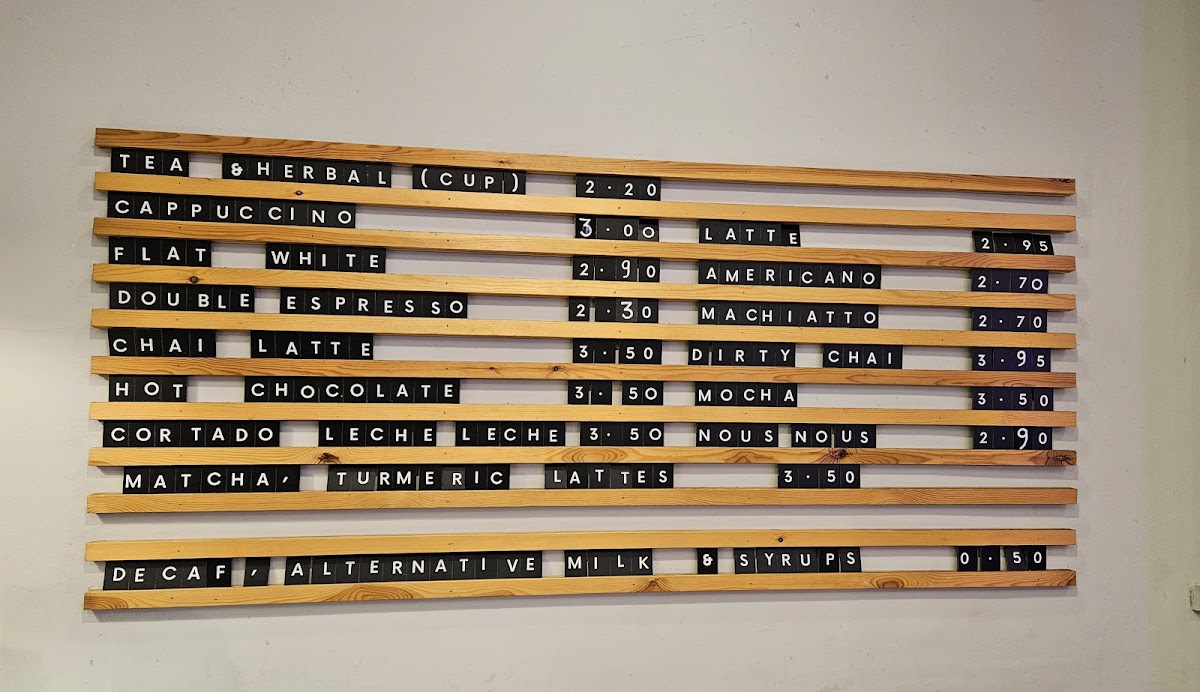 TEA &HERBAL (CUP) 2·20
CAPPUCCINO 3·00 LATTE 2·95
FLAT WHITE 2·90 AMERICANO 2·70
DOUBLE ESPRESSO 2·30 MACHIATTO 2·70
CHAI LATTE 3·50 DIRTY CHAI 3·95
HOT CHOCOLATE 3·50 MOCHA 3·50
CORTADO LECHE LECHE 3·50 NOUS NOUS 2·90
MATCHA, TURMERIC LATTES 3·50
DECAF, ALTERNATIVE MILK & SYRUPS 0·50